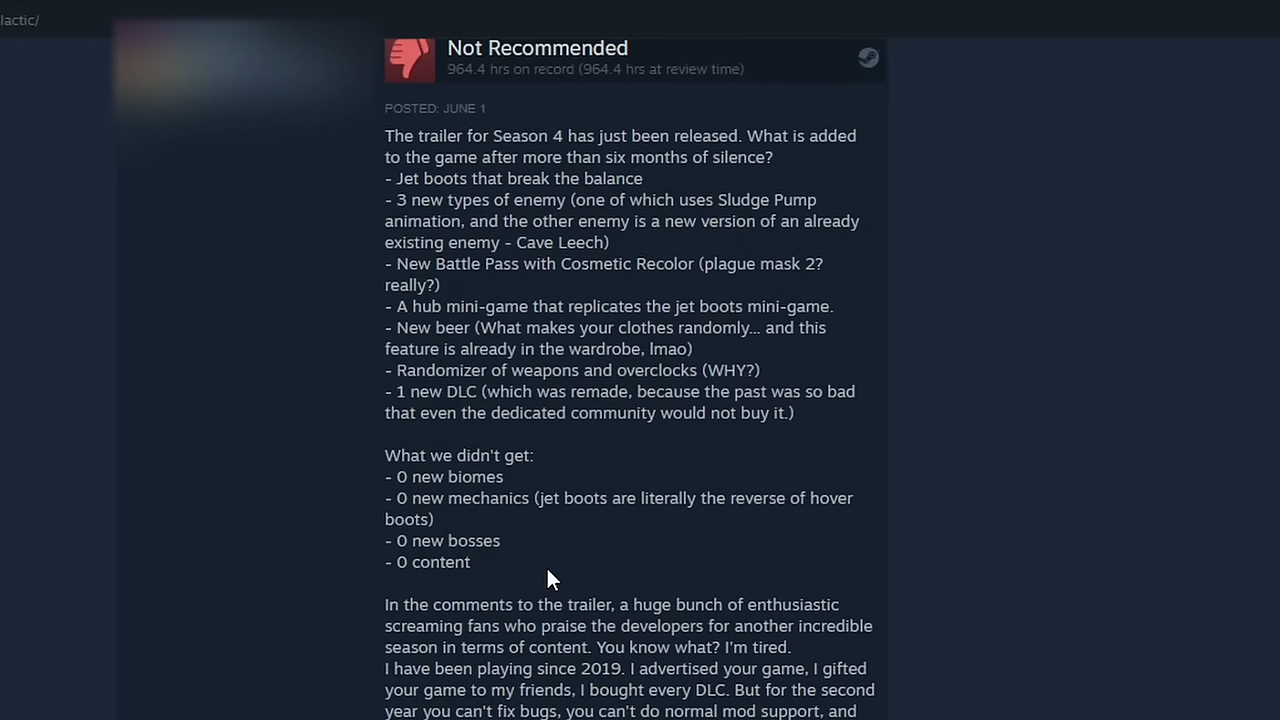 lactic/
Not Recommended
964.4 hrs on record (964.4 hrs at review time)
POSTED: JUNE 1
The trailer for Season 4 has just been released. What is added
to the game after more than six months of silence?
- Jet boots that break the balance
- 3 new types of enemy (one of which uses Sludge Pump
animation, and the other enemy is a new version of an already
existing enemy - Cave Leech)
- New Battle Pass with Cosmetic Recolor (plague mask 2?
really?)
- A hub mini-game that replicates the jet boots mini-game.
- New beer (What makes your clothes randomly... and this
feature is already in the wardrobe, lmao)
- Randomizer of weapons and overclocks (WHY?)
- 1 new DLC (which was remade, because the past was so bad
that even the dedicated community would not buy it.)
What we didn't get:
- 0 new biomes
- 0 new mechanics (jet boots are literally the reverse of hover
boots)
- 0 new bosses
- 0 content
In the comments to the trailer, a huge bunch of enthusiastic
screaming fans who praise the developers for another incredible
season in terms of content. You know what? I'm tired.
I have been playing since 2019. I advertised your game, I gifted
your game to my friends, I bought every DLC. But for the second
year you can't fix bugs, you can't do normal mod support, and